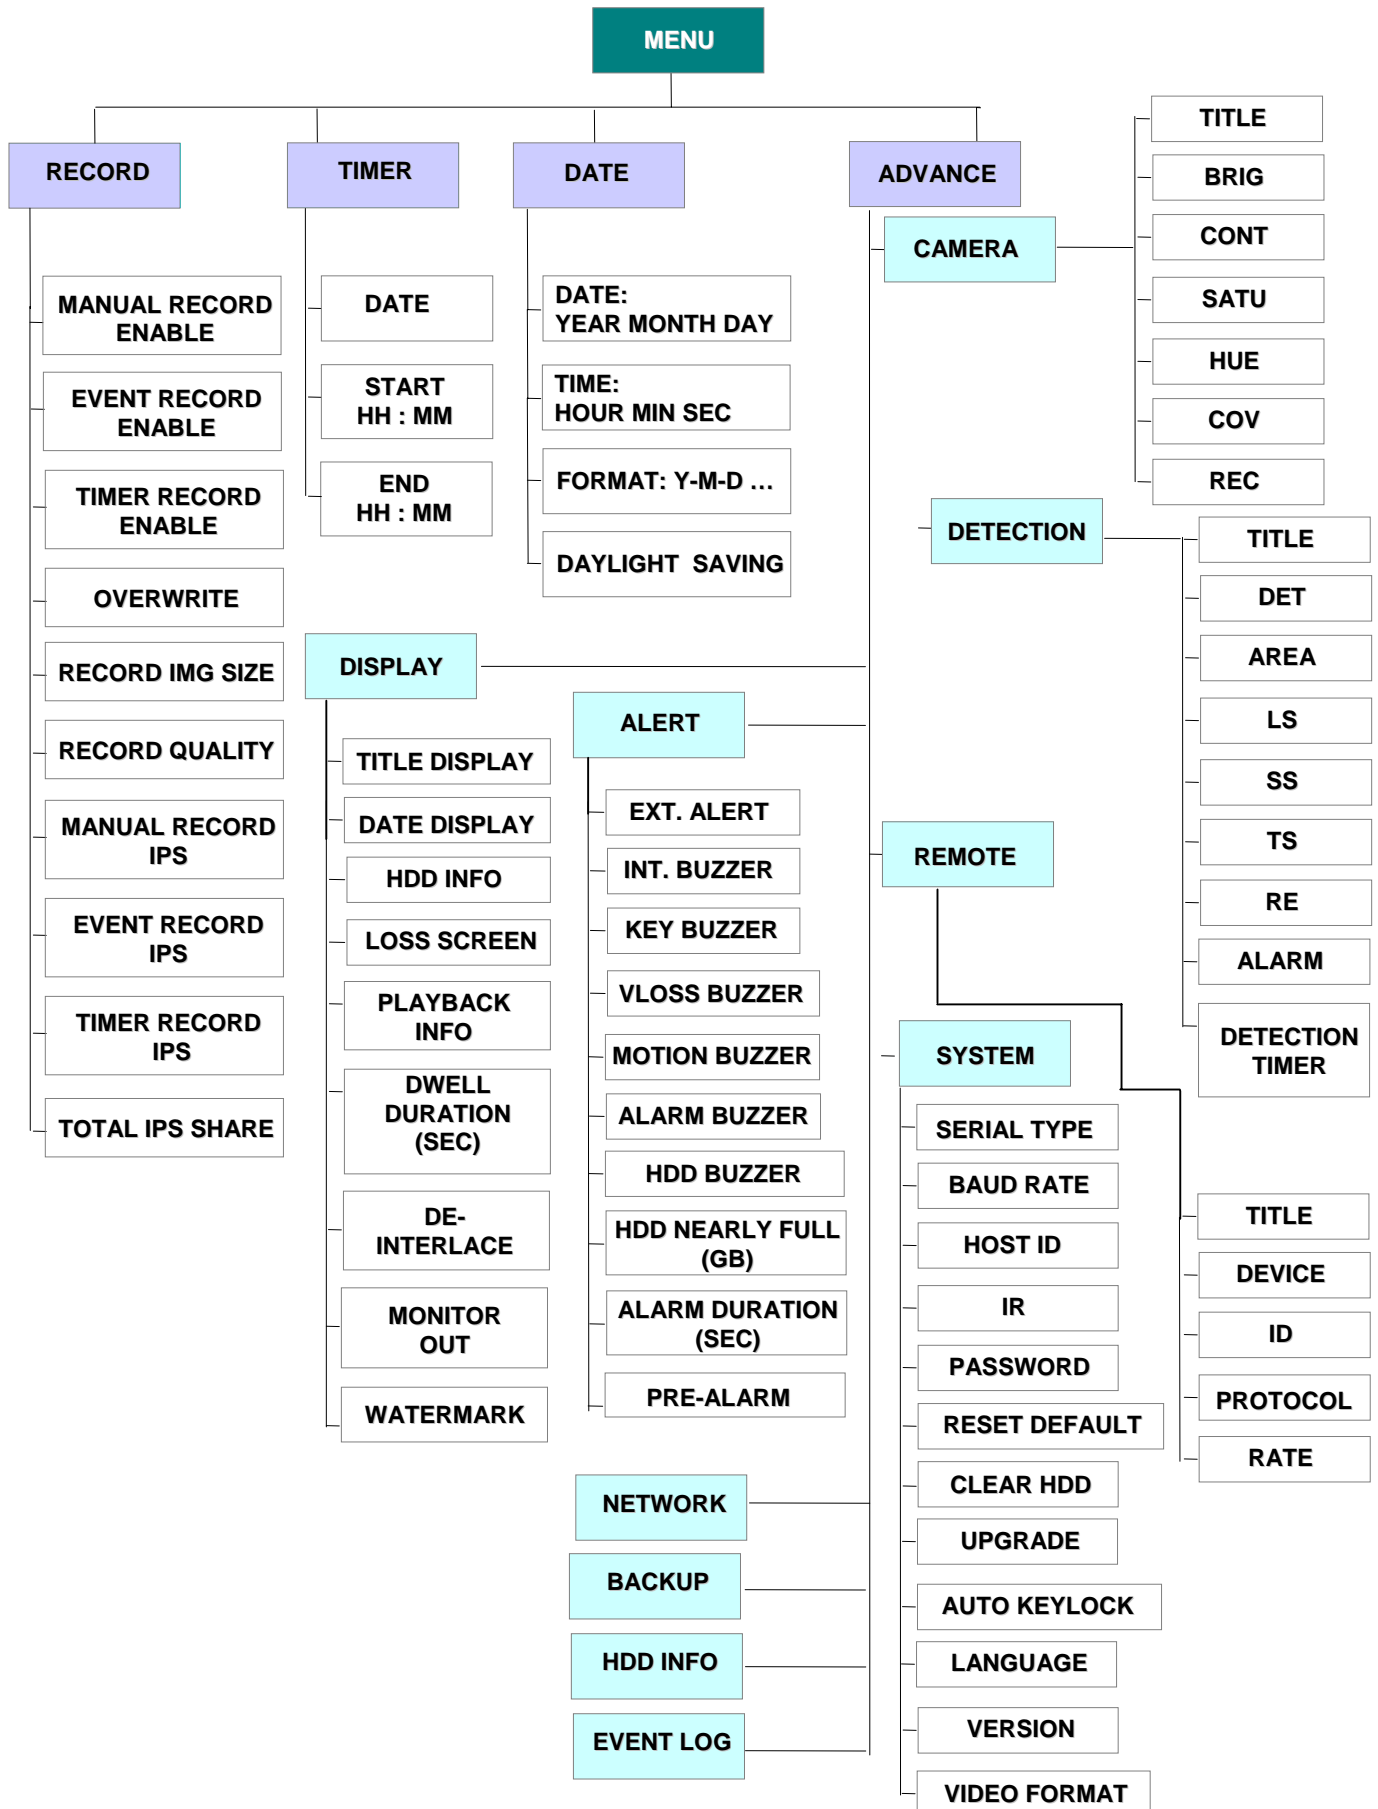 MENU
RECORD
MANUAL RECORD
ENABLE
EVENT RECORD
ENABLE
TIMER RECORD
ENABLE
OVERWRITE
RECORD IMG SIZE
RECORD QUALITY
MANUAL RECORD
IPS
EVENT RECORD
IPS
TIMER RECORD
IPS
TOTAL IPS SHARE
TIMER
DATE
START
HH : MM
END
HH : MM
DATE
DATE:
YEAR MONTH DAY
TIME:
HOUR MIN SEC
FORMAT: Y-M-D …
DAYLIGHT SAVING
ADVANCE
CAMERA
TITLE
BRIG
CONT
SATU
HUE
COV
REC
DETECTION
TITLE
DET
AREA
LS
SS
TS
RE
ALARM
DETECTION
TIMER
DISPLAY
TITLE DISPLAY
DATE DISPLAY
HDD INFO
LOSS SCREEN
PLAYBACK
INFO
DWELL
DURATION
(SEC)
DE-
INTERLACE
MONITOR
OUT
WATERMARK
ALERT
EXT. ALERT
INT. BUZZER
KEY BUZZER
VLOSS BUZZER
MOTION BUZZER
ALARM BUZZER
HDD BUZZER
HDD NEARLY FULL
(GB)
ALARM DURATION
(SEC)
PRE-ALARM
REMOTE
TITLE
DEVICE
ID
PROTOCOL
RATE
SYSTEM
SERIAL TYPE
BAUD RATE
HOST ID
IR
PASSWORD
RESET DEFAULT
CLEAR HDD
UPGRADE
AUTO KEYLOCK
LANGUAGE
VERSION
VIDEO FORMAT
NETWORK
BACKUP
HDD INFO
EVENT LOG